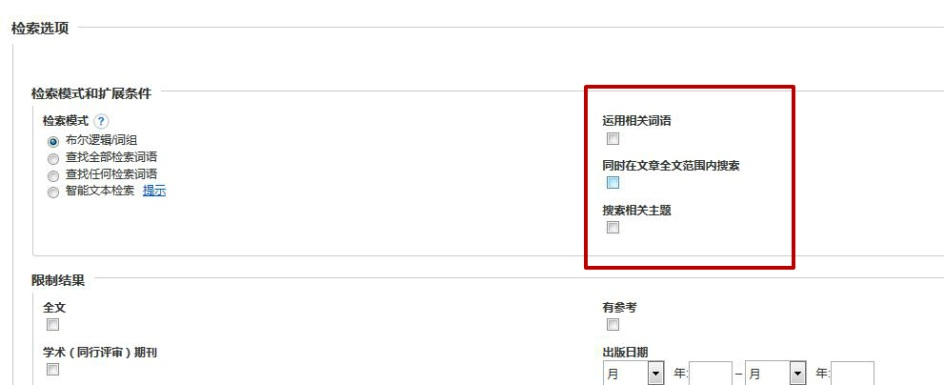 检索选项
检索模式和扩展条件
检索模式 ?
布尔逻辑/词组
查找全部检索词语
查找任何检索词语
智能文本检索 提示
运用相关词语
同时在文章全文范围内搜索
搜索相关主题
限制结果
全文
有参考
学术（同行评审）期刊
出版日期
月 年: – 月 年: